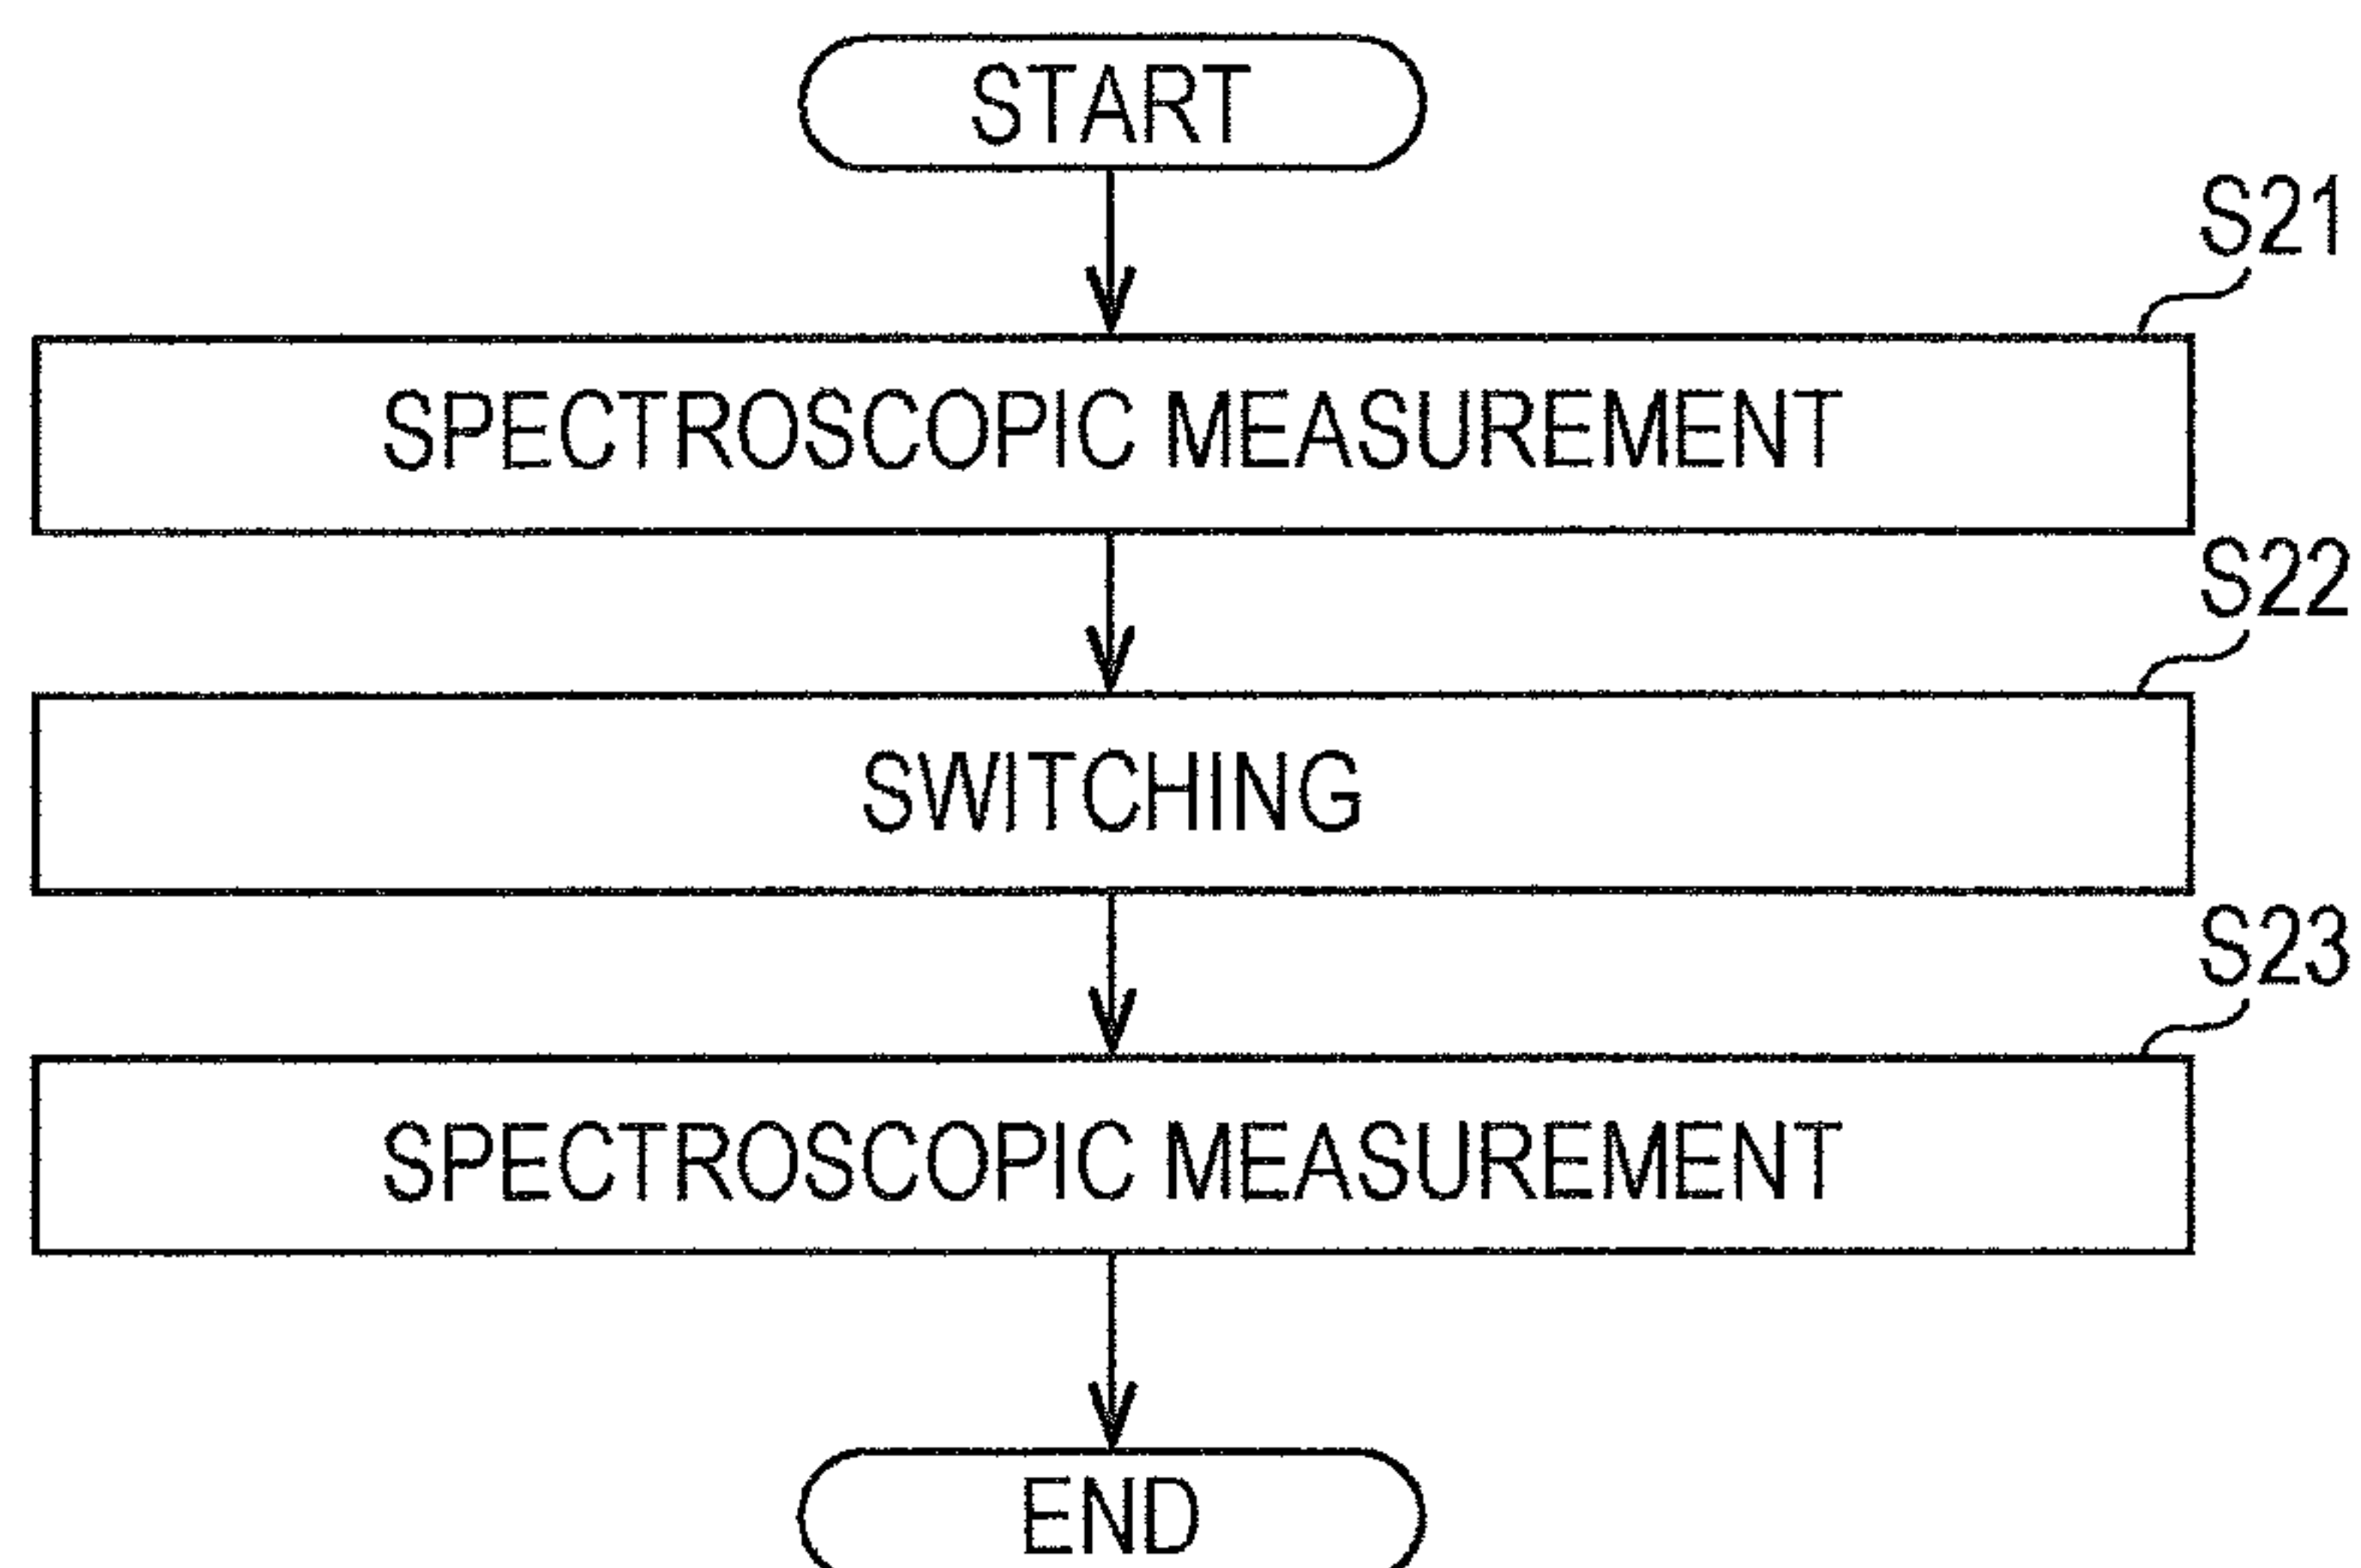 START
S21
SPECTROSCOPIC MEASUREMENT
S22
SWITCHING
S23
SPECTROSCOPIC MEASUREMENT
END